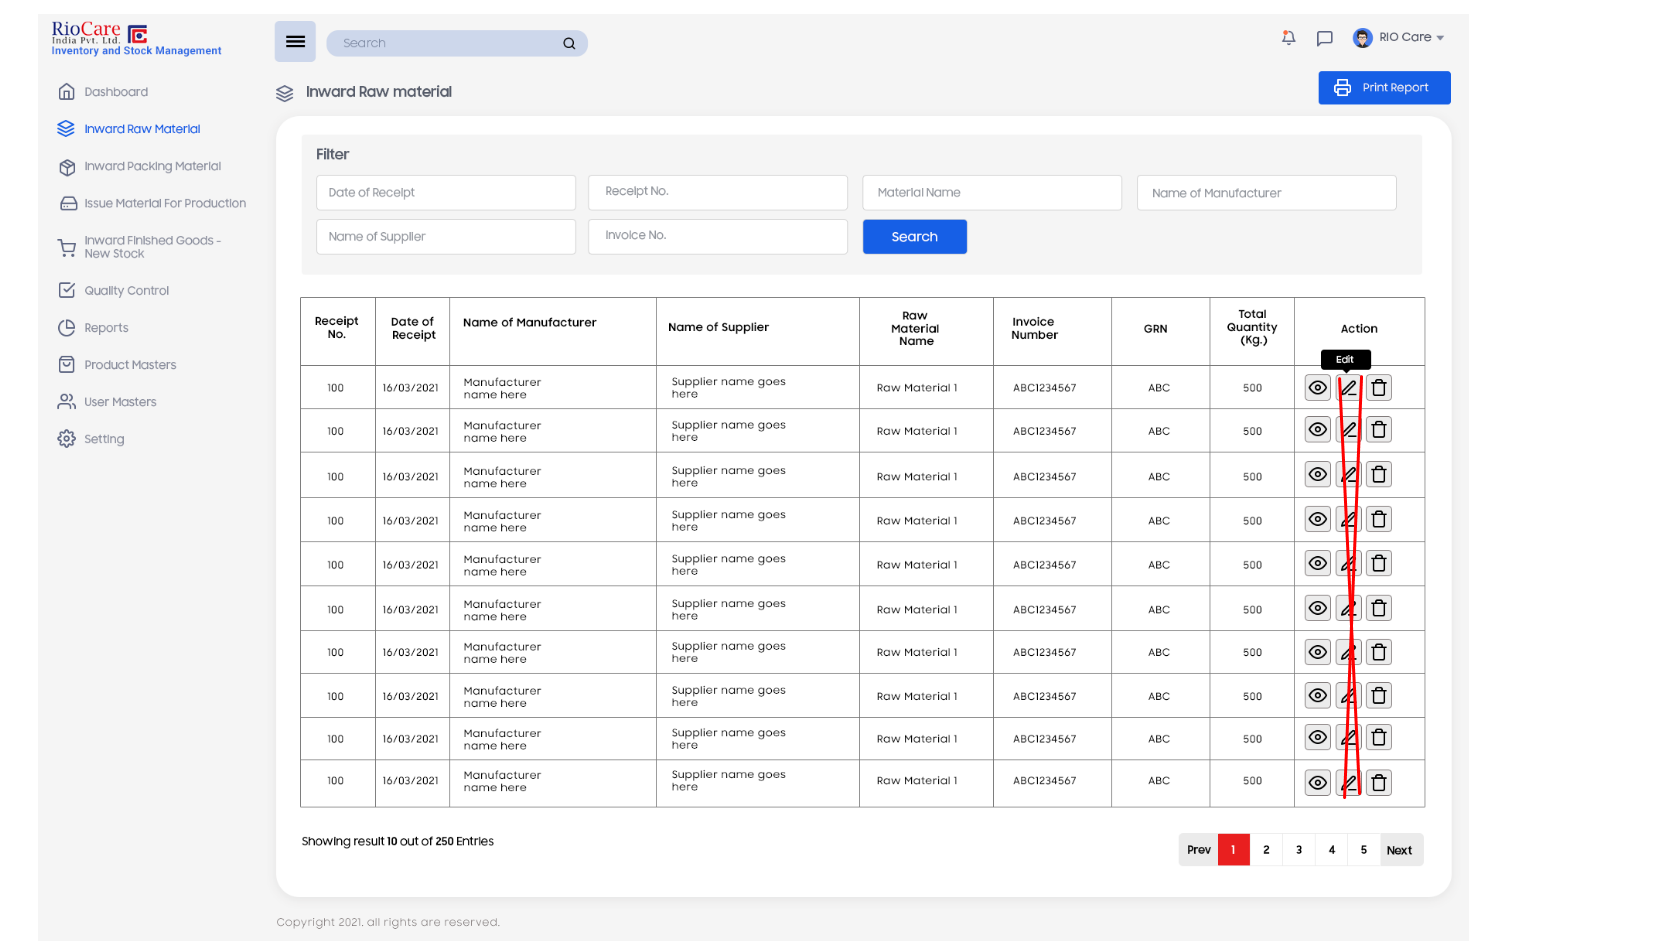 RioCare
India Pvt. Ltd.
Inventory and Stock Management
Search
RIO Care
Dashboard
Inward Raw Material
Inward Packing Material
Issue Material For Production
Inward Finished Goods -
New Stock
Quality Control
Reports
Product Masters
User Masters
Setting
Inward Raw material
Print Report
Filter
Date of Receipt Receipt No. Material Name Name of Manufacturer
Name of Supplier Invoice No. Search
Receipt No. Date of Receipt Name of Manufacturer Name of Supplier Raw Material Name Invoice Number GRN Total Quantity (Kg.) Action
Edit
100 16/03/2021 Manufacturer name here Supplier name goes here Raw Material 1 ABC1234567 ABC 500
100 16/03/2021 Manufacturer name here Supplier name goes here Raw Material 1 ABC1234567 ABC 500
100 16/03/2021 Manufacturer name here Supplier name goes here Raw Material 1 ABC1234567 ABC 500
100 16/03/2021 Manufacturer name here Supplier name goes here Raw Material 1 ABC1234567 ABC 500
100 16/03/2021 Manufacturer name here Supplier name goes here Raw Material 1 ABC1234567 ABC 500
100 16/03/2021 Manufacturer name here Supplier name goes here Raw Material 1 ABC1234567 ABC 500
100 16/03/2021 Manufacturer name here Supplier name goes here Raw Material 1 ABC1234567 ABC 500
100 16/03/2021 Manufacturer name here Supplier name goes here Raw Material 1 ABC1234567 ABC 500
100 16/03/2021 Manufacturer name here Supplier name goes here Raw Material 1 ABC1234567 ABC 500
100 16/03/2021 Manufacturer name here Supplier name goes here Raw Material 1 ABC1234567 ABC 500
Showing result 10 out of 250 Entries
Prev 1 2 3 4 5 Next
Copyright 2021. all rights are reserved.